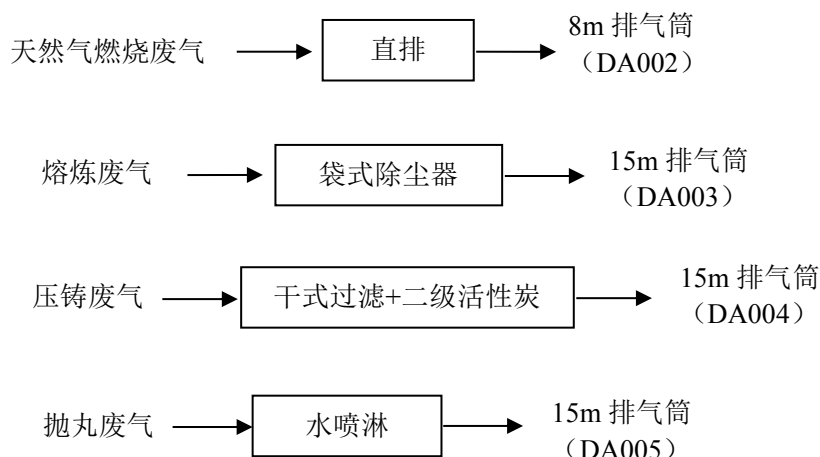 天然气燃烧废气
直排
8m 排气筒
（DA002）
熔炼废气
袋式除尘器
15m 排气筒
（DA003）
压铸废气
干式过滤+二级活性炭
15m 排气筒
（DA004）
抛丸废气
水喷淋
15m 排气筒
（DA005）